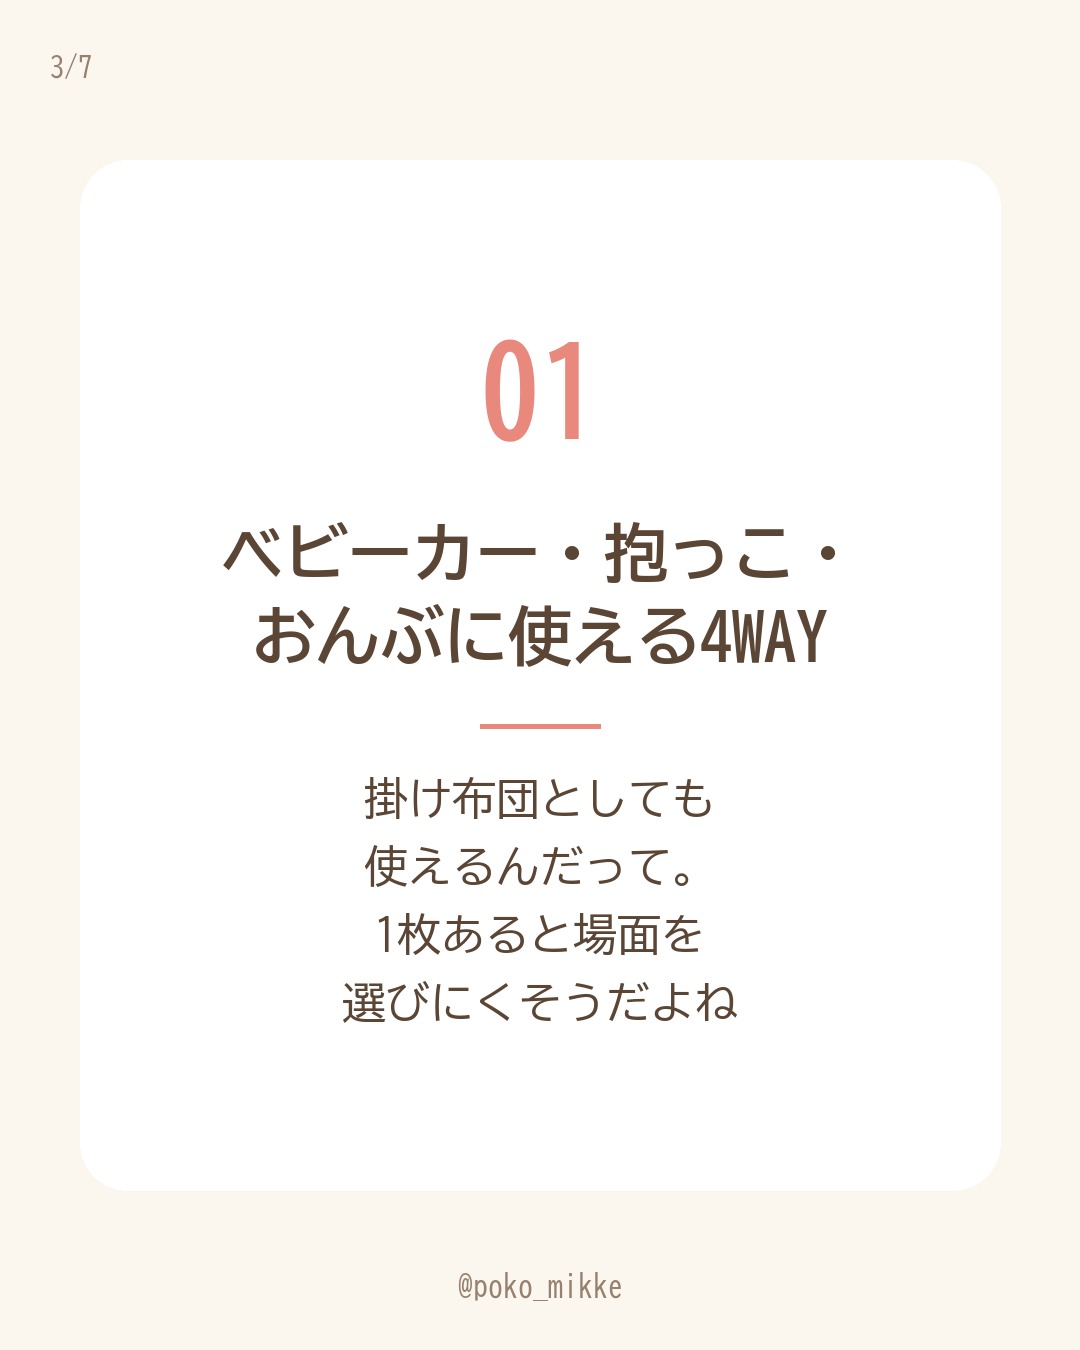 3/7
01
ベビーカー・抱っこ・
おんぶに使える4WAY
掛け布団としても
使えるんだって。
1枚あると場面を
選びにくそうだよね
@poko_mikke